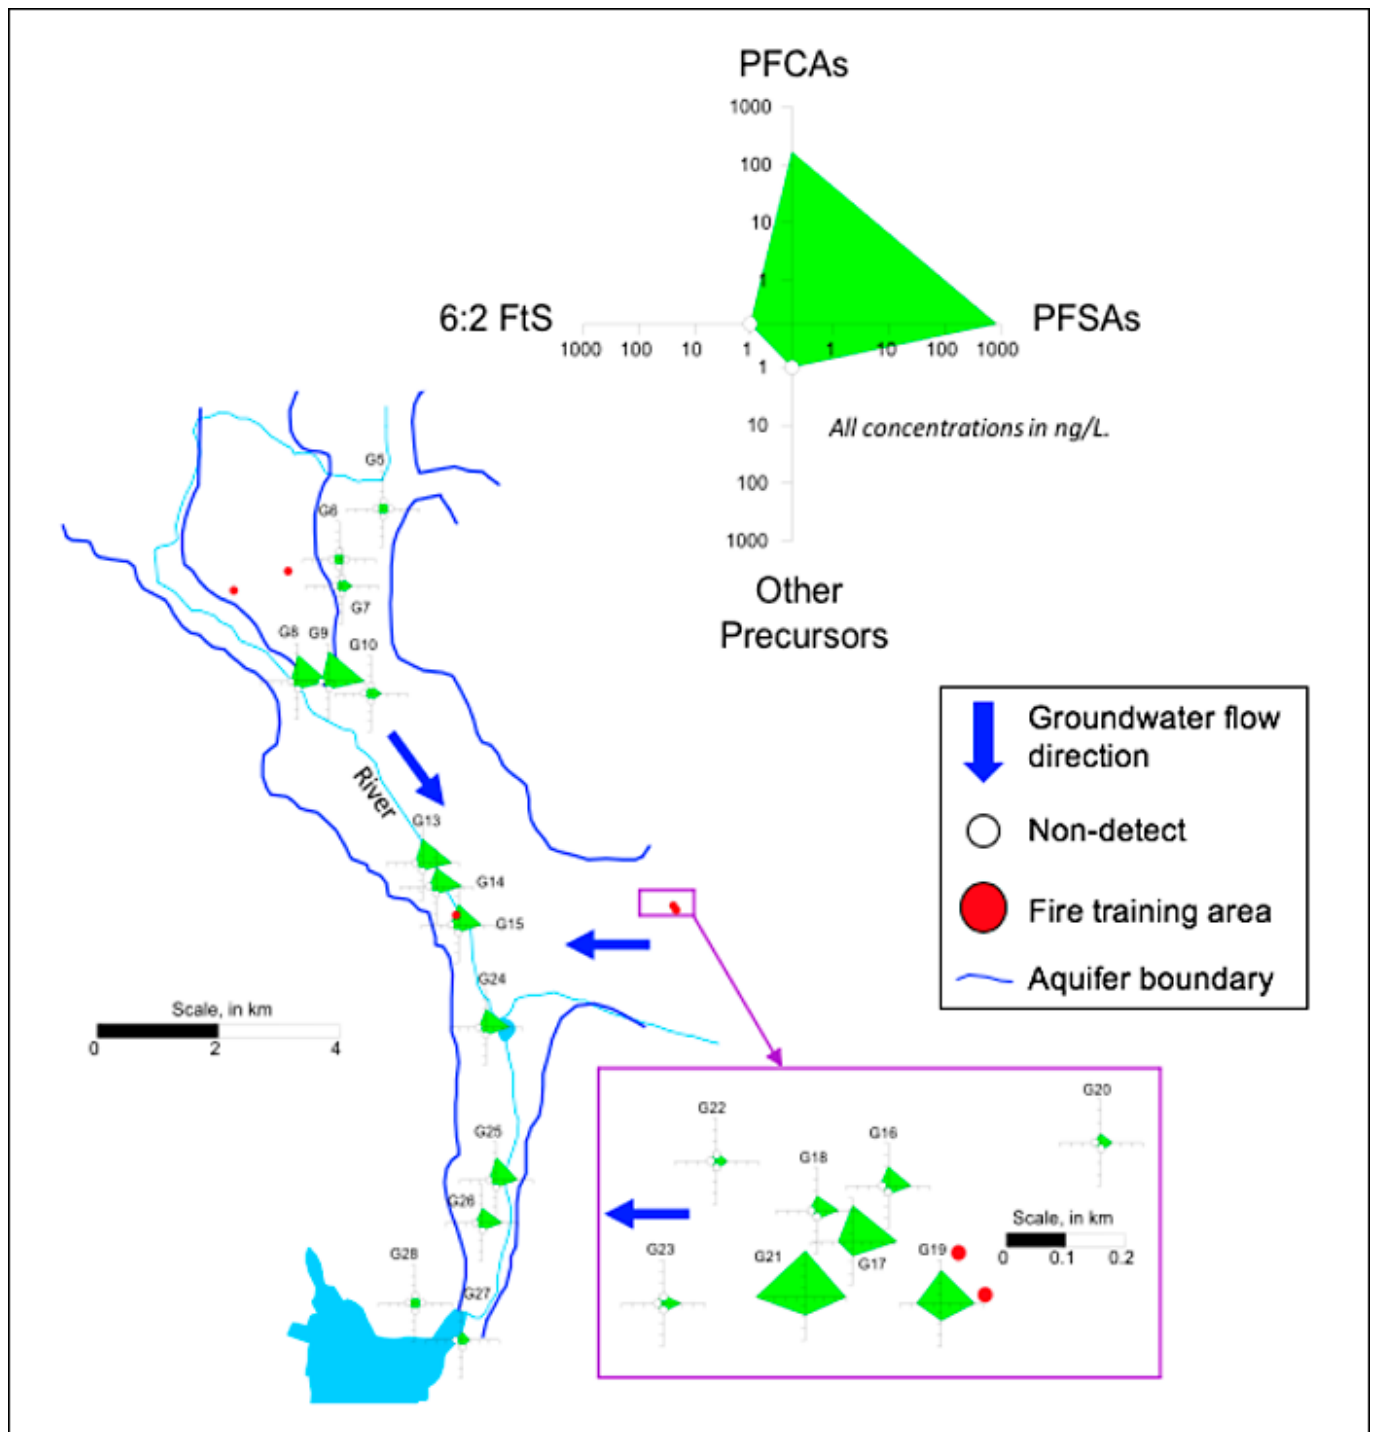 PFCAs
1000
100
10
1
6:2 FtS
PFSAs
1000 100 10 1 1 10 100 1000
1
10
100
1000
All concentrations in ng/L.
Other
Precursors
G5
G6
G7
G8 G9
G10
River
G13
G14
G15
G24
G25
G26
G28
G27
Scale, in km
0 2 4
Groundwater flow
direction
Non-detect
Fire training area
Aquifer boundary
G20
G22
G16
G18
Scale, in km
0 0.1 0.2
G23
G21
G17
G19